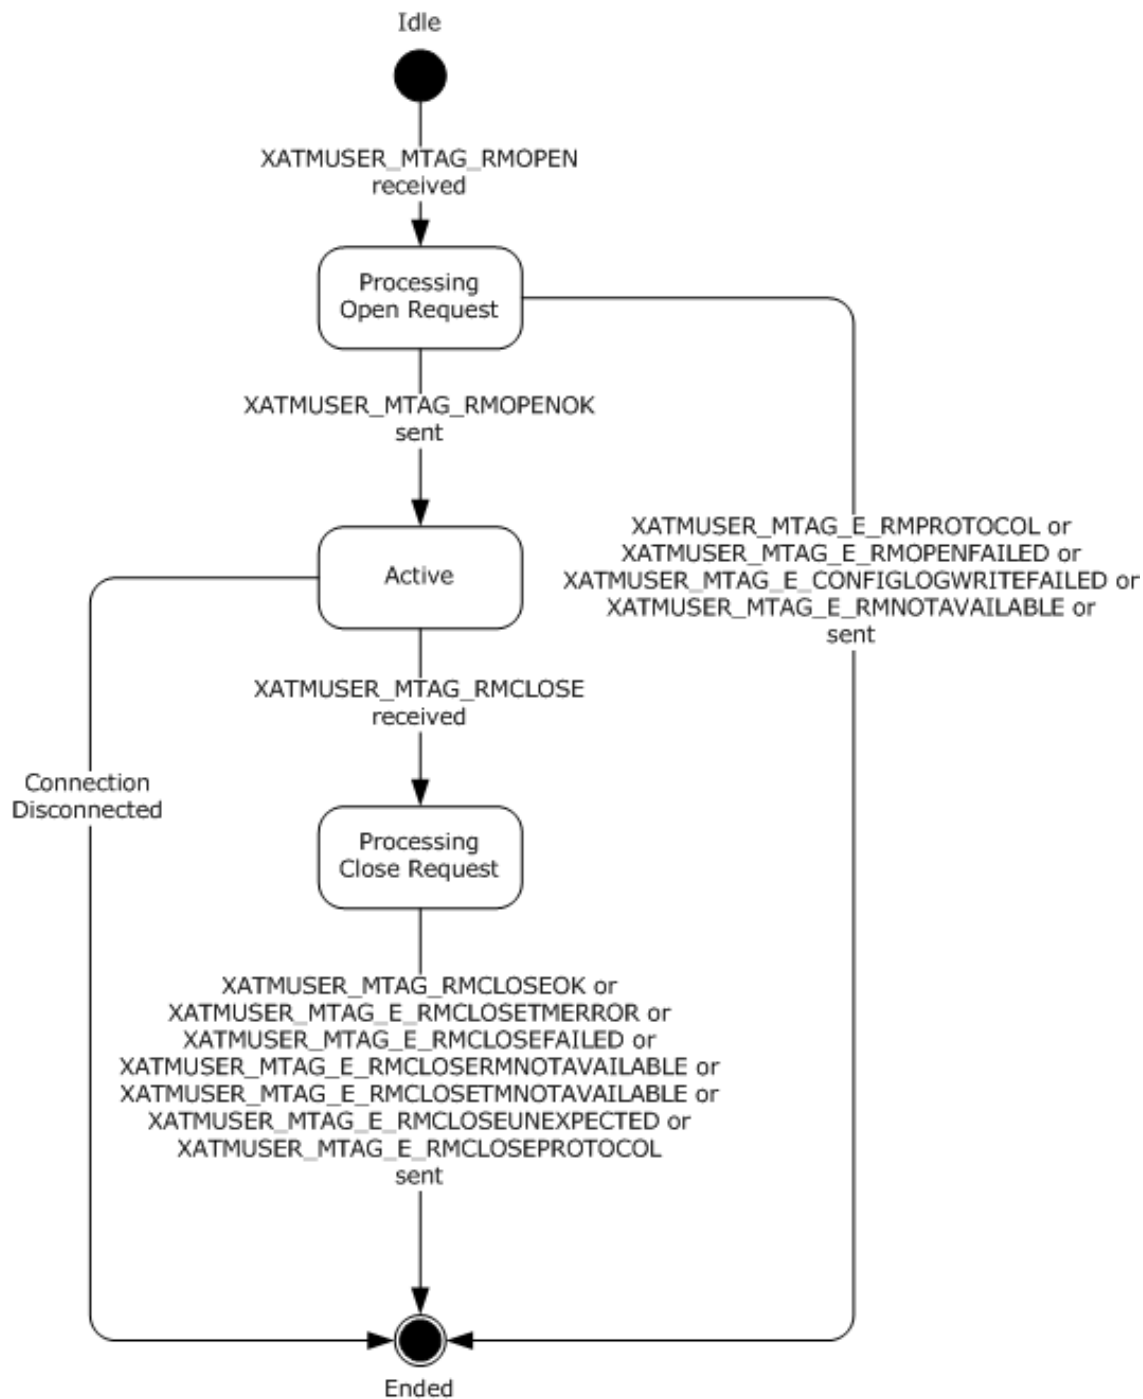 Idle
XATMUSER_MTAG_RMOPEN
received
Processing
Open Request
XATMUSER_MTAG_RMOPENOK
sent
XATMUSER_MTAG_E_RMPROTOCOL or
XATMUSER_MTAG_E_RMOPENFAILED or
XATMUSER_MTAG_E_CONFIGLOGWRITEFAILED or
XATMUSER_MTAG_E_RMNOTAVAILABLE or
sent
Active
XATMUSER_MTAG_RMCLOSE
received
Connection
Disconnected
Processing
Close Request
XATMUSER_MTAG_RMCLOSEOK or
XATMUSER_MTAG_E_RMCLOSETMERROR or
XATMUSER_MTAG_E_RMCLOSEFAILED or
XATMUSER_MTAG_E_RMCLOSERMNOTAVAILABLE or
XATMUSER_MTAG_E_RMCLOSETMNOTAVAILABLE or
XATMUSER_MTAG_E_RMCLOSEUNEXPECTED or
XATMUSER_MTAG_E_RMCLOSEPROTOCOL
sent
Ended